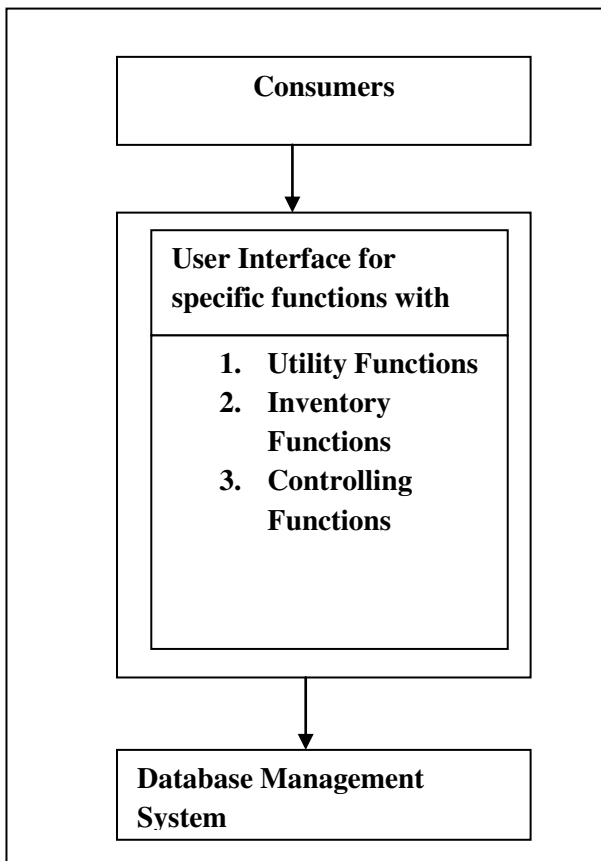 Consumers
User Interface for
specific functions with
1. Utility Functions
2. Inventory
Functions
3. Controlling
Functions
Database Management
System